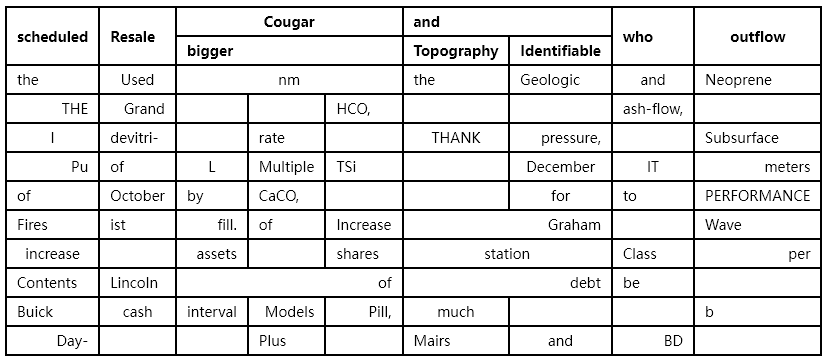 scheduled Resale Cougar and who outflow
bigger Topography Identifiable
the Used nm the Geologic and Neoprene
THE Grand HCO, ash-flow,
I devitri- rate THANK pressure, Subsurface
Pu of L Multiple TSi December IT meters
of October by CaCO, for to PERFORMANCE
Fires ist fill. of Increase Graham Wave
increase assets shares station Class per
Contents Lincoln of debt be
Buick cash interval Models Pill, much b
Day- Plus Mairs and BD